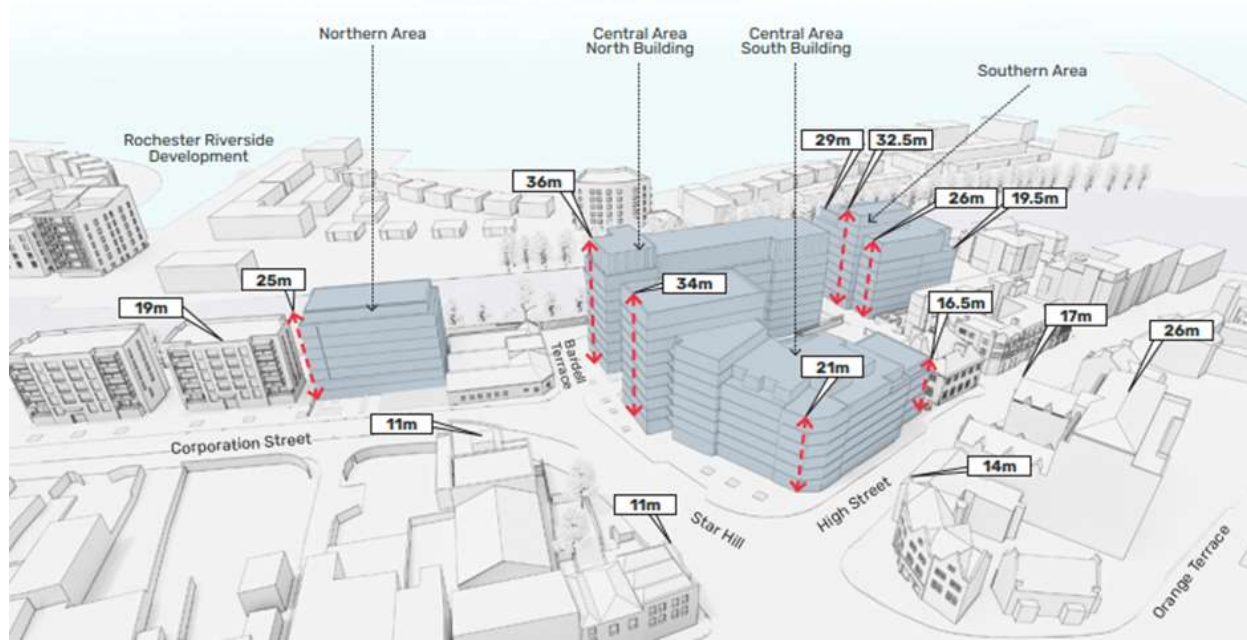 Northern Area
Central Area
North Building
Central Area
South Building
Southern Area
Rochester Riverside
Development
29m
32.5m
36m
26m
19.5m
25m
34m
19m
16.5m
17m
26m
Bardell
Terrace
21m
11m
Corporation Street
14m
11m
High Street
Star Hill
Orange Terrace